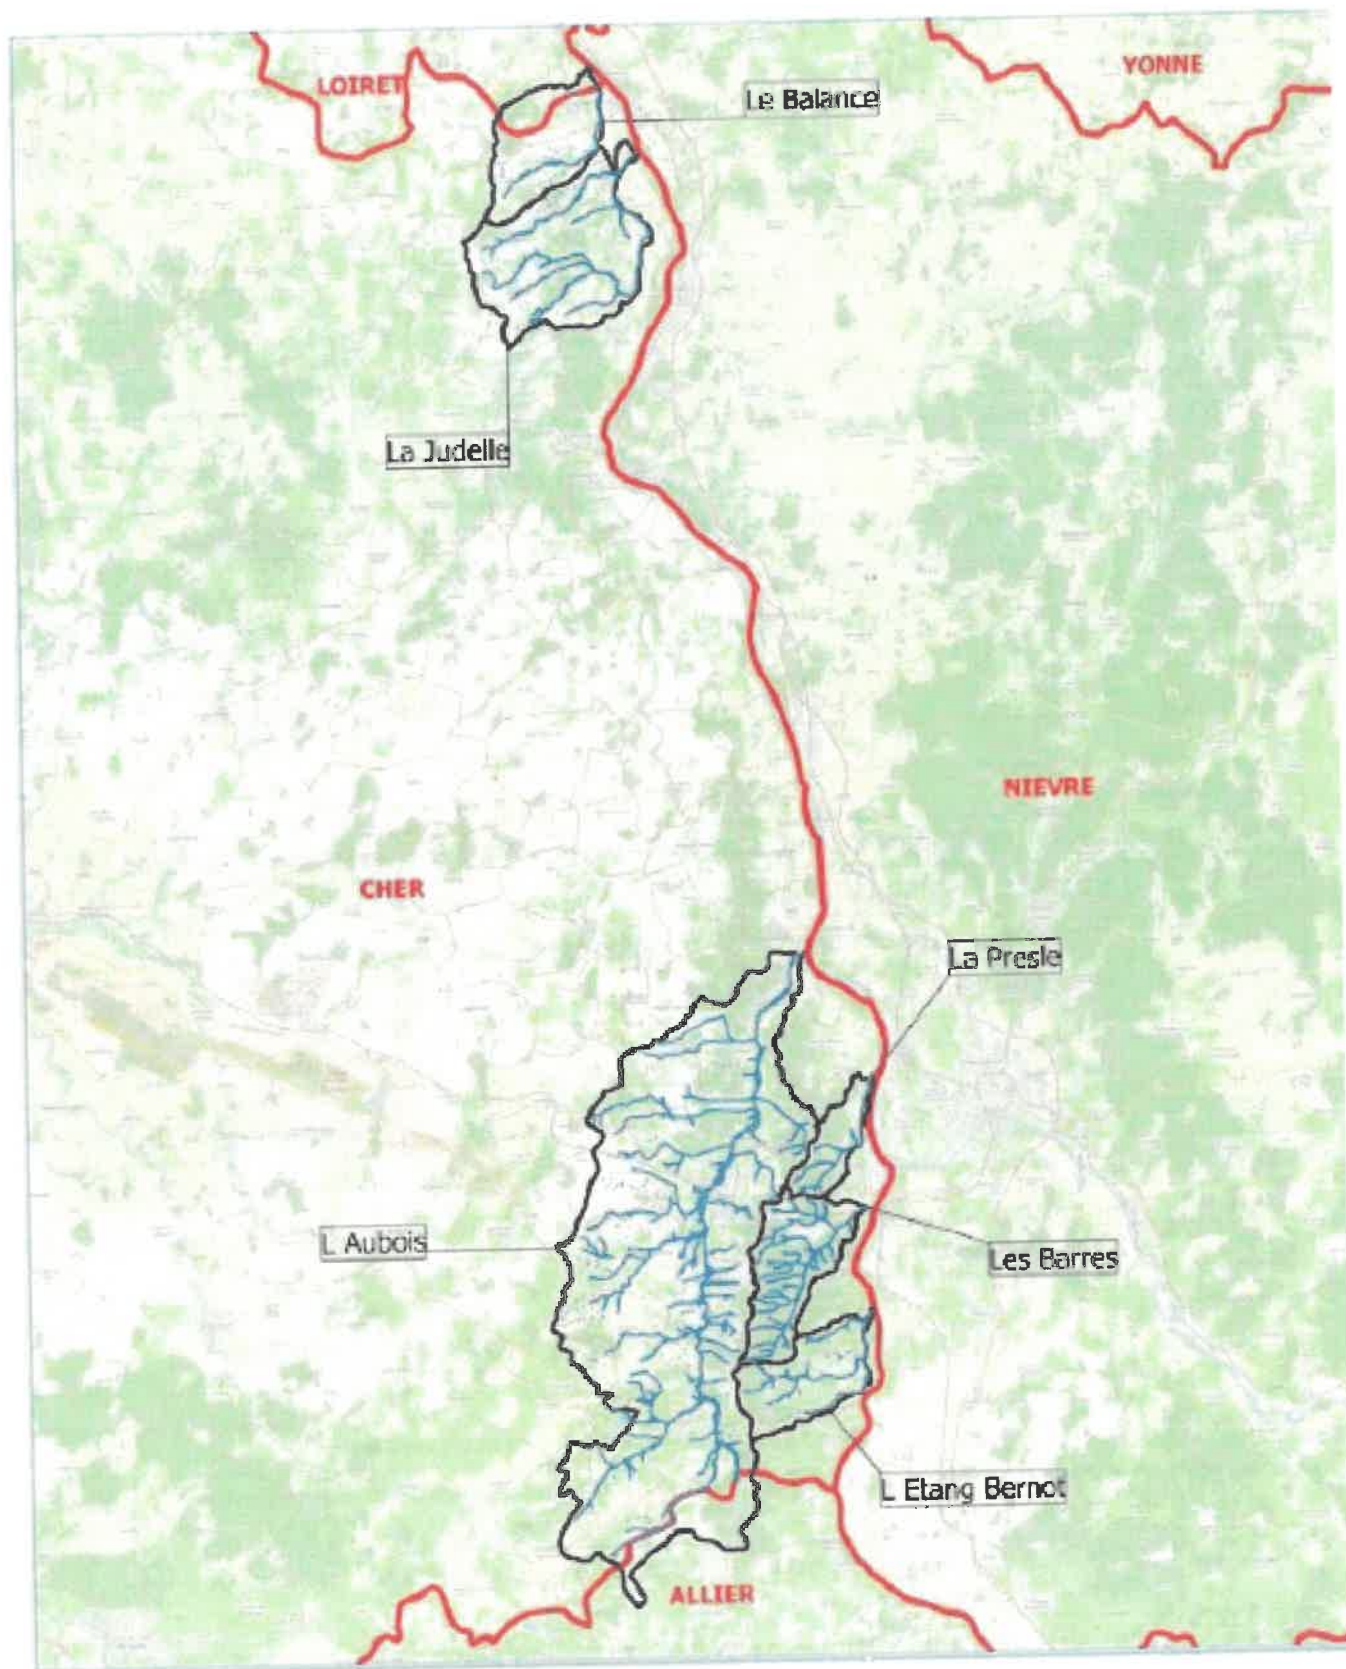 LOIRET
YONNE
Le Balance
La Judelle
NIEVRE
CHER
La Presle
L Aubois
Les Barres
L Etang Bernot
ALLIER